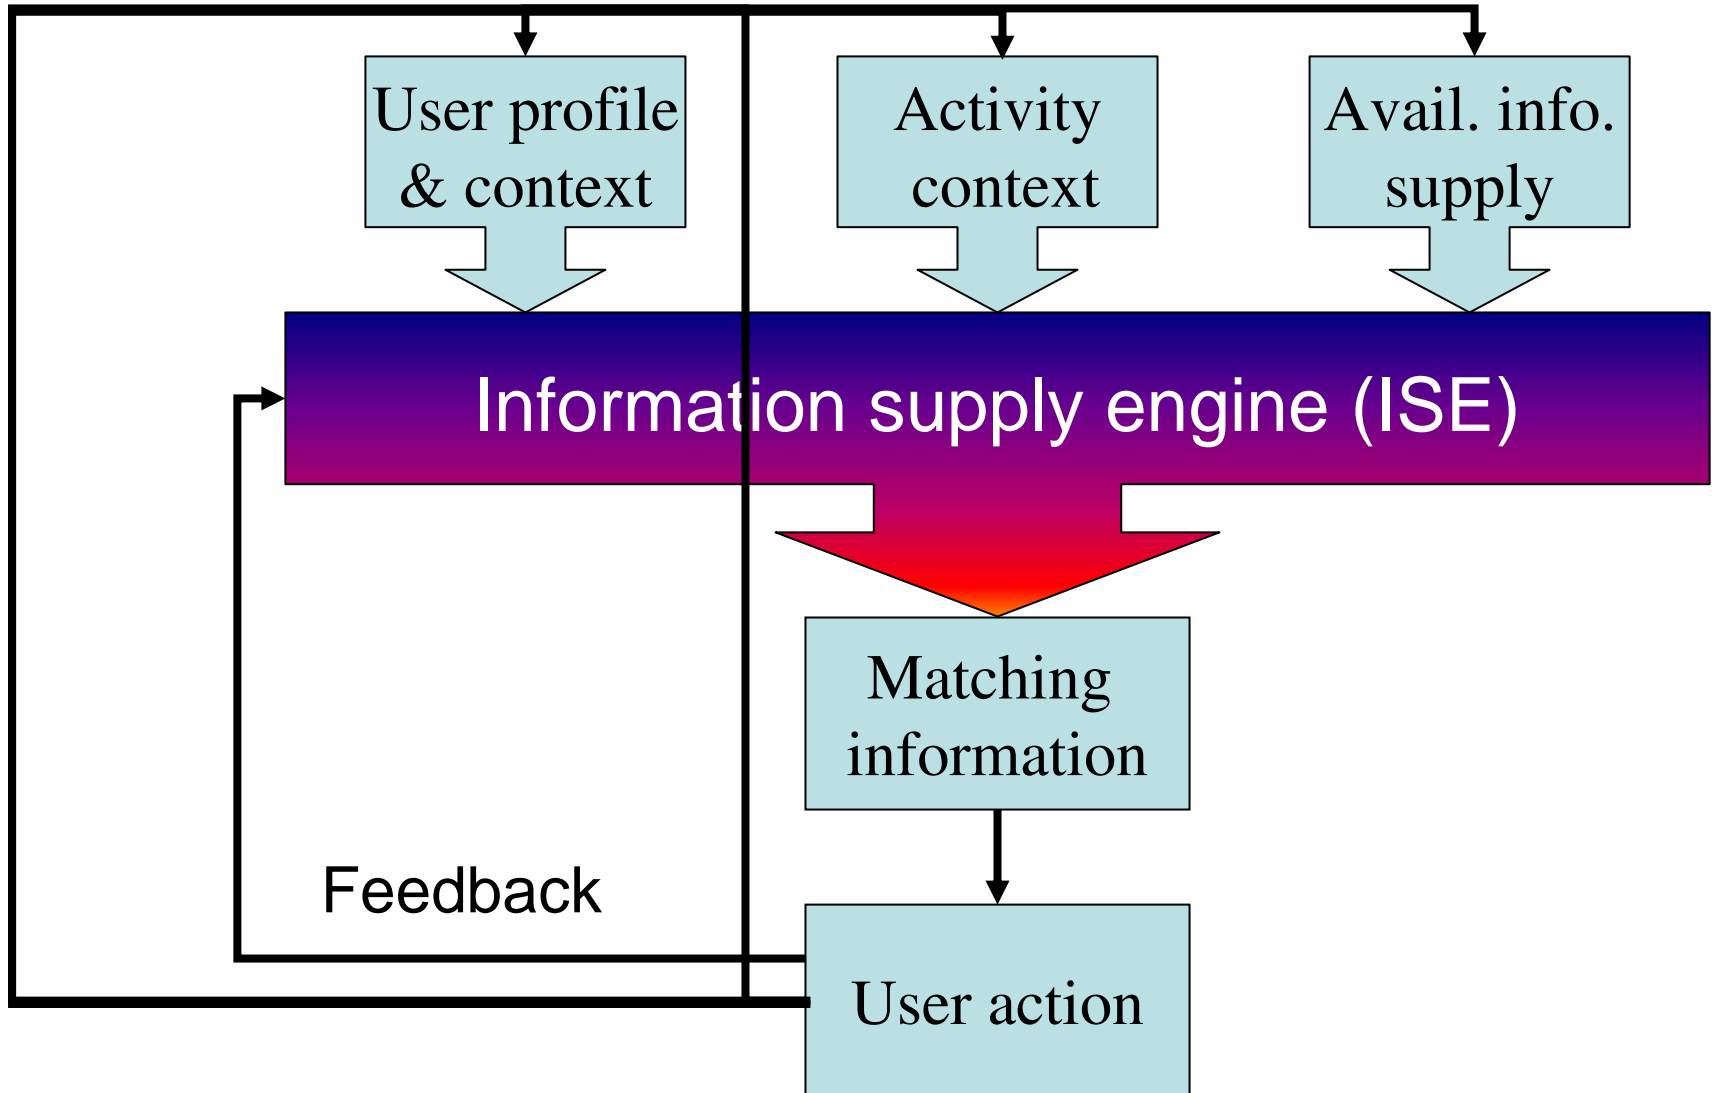 User profile
& context
Activity
context
Avail. info.
supply
Information supply engine (ISE)
Matching
information
Feedback
User action